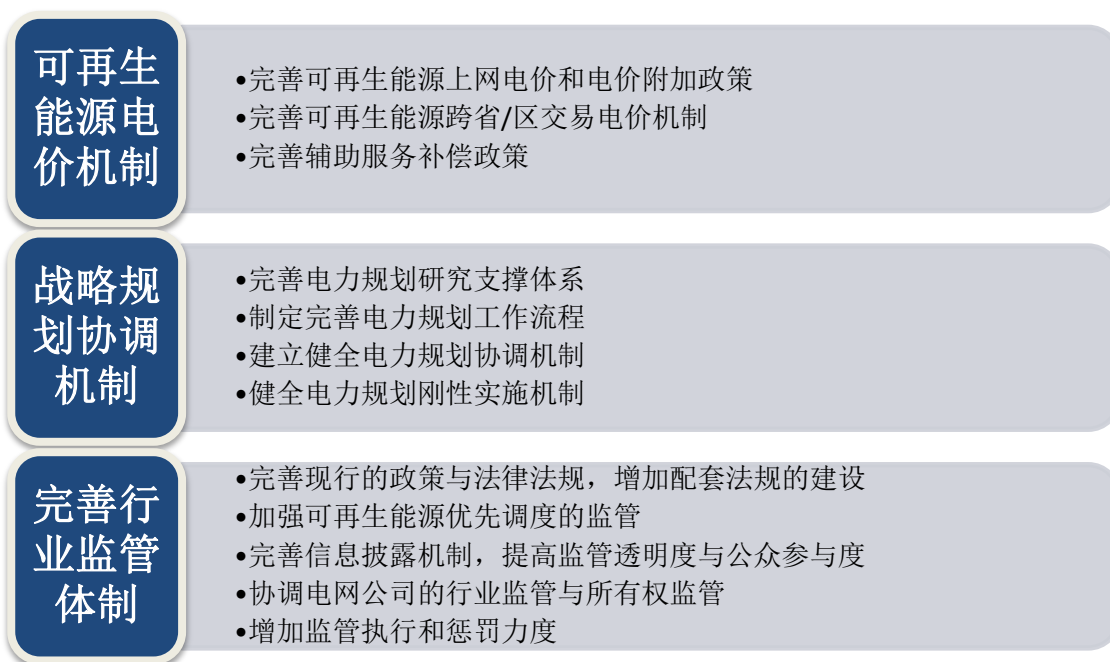 可再生
能源电
价机制
•完善可再生能源上网电价和电价附加政策
•完善可再生能源跨省/区交易电价机制
•完善辅助服务补偿政策
战略规
划协调
机制
•完善电力规划研究支撑体系
•制定完善电力规划工作流程
•建立健全电力规划协调机制
•健全电力规划刚性实施机制
完善行
业监管
体制
•完善现行的政策与法律法规，增加配套法规的建设
•加强可再生能源优先调度的监管
•完善信息披露机制，提高监管透明度与公众参与度
•协调电网公司的行业监管与所有权监管
•增加监管执行和惩罚力度